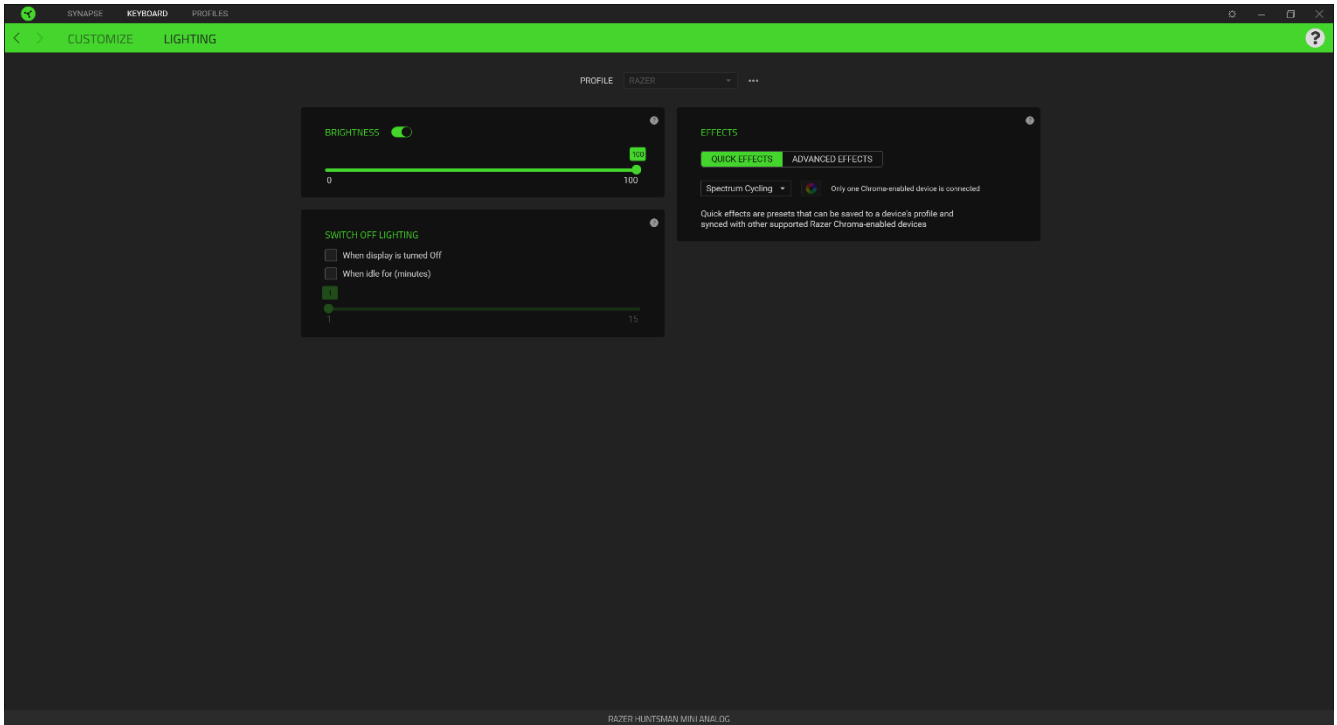 SYNAPSE KEYBOARD PROFILES
CUSTOMIZE LIGHTING ?
PROFILE RAZER
BRIGHTNESS
100
0 100
SWITCH OFF LIGHTING
When display is turned Off
When idle for (minutes)
1
1 15
EFFECTS
QUICK EFFECTS ADVANCED EFFECTS
Spectrum Cycling Only one Chroma-enabled device is connected
Quick effects are presets that can be saved to a device's profile and
synced with other supported Razer Chroma-enabled devices
RAZER HUNTSMAN MINI ANALOG